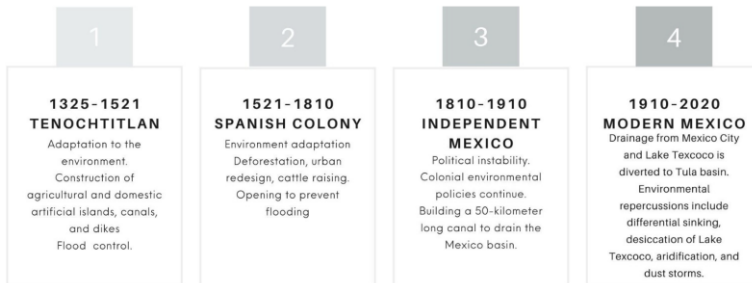 1
1325-1521
TENOCHTITLAN
Adaptation to the
environment.
Construction of
agricultural and domestic
artificial islands, canals,
and dikes
Flood control.
2
1521-1810
SPANISH COLONY
Environment adaptation
Deforestation, urban
redesign, cattle raising.
Opening to prevent
flooding
3
1810-1910
INDEPENDENT
MEXICO
Political instability.
Colonial environmental
policies continue.
Building a 50-kilometer
long canal to drain the
Mexico basin.
4
1910-2020
MODERN MEXICO
Drainage from Mexico City
and Lake Texcoco is
diverted to Tula basin.
Environmental
repercussions include
differential sinking,
desiccation of Lake
Texcoco, aridification, and
dust storms.